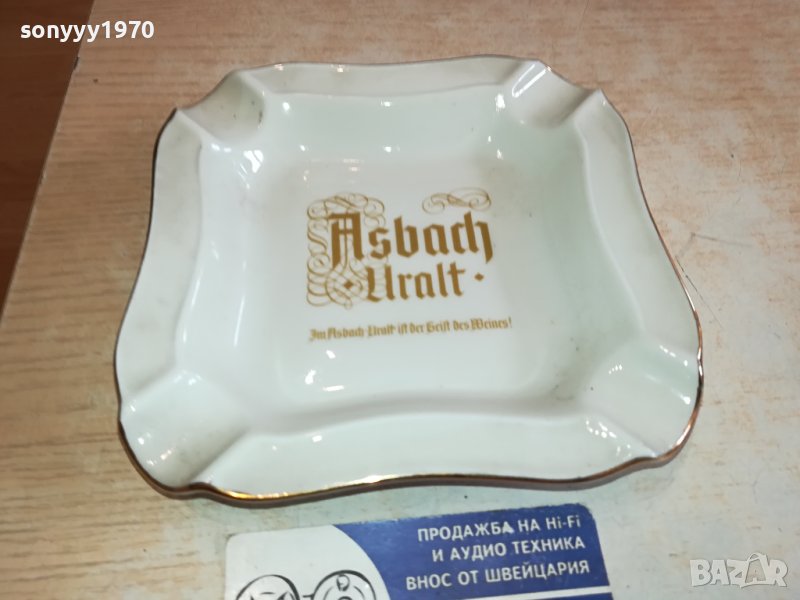 sonyyy1970
Asbach
·Uralt·
Im Asbach-Uralt ist der Geist des Weines!
ПРОДАЖБА НА Hi-Fi
И АУДИО ТЕХНИКА
ВНОС ОТ ШВЕЙЦАРИЯ
BAZAR